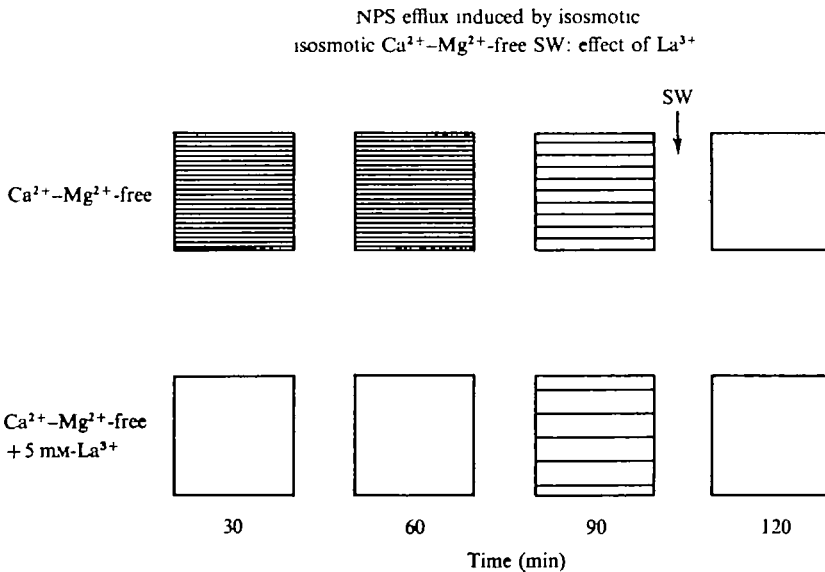 NPS efflux induced by isosmotic
isosmotic Ca²⁺–Mg²⁺-free SW: effect of La³⁺
SW
Ca²⁺–Mg²⁺-free
Ca²⁺–Mg²⁺-free
+ 5 mM-La³⁺
30 60 90 120
Time (min)